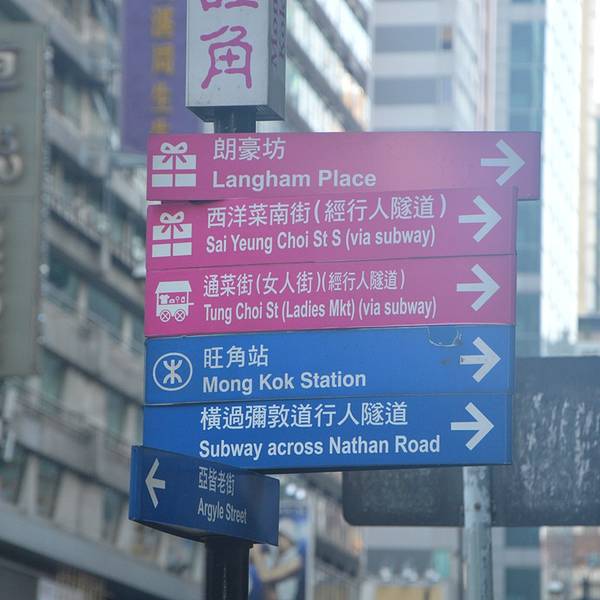 旺角
朗豪坊
Langham Place
西洋菜南街(經行人隧道)
Sai Yeung Choi St S (via subway)
通菜街(女人街)(經行人隧道)
Tung Choi St (Ladies Mkt) (via subway)
旺角站
Mong Kok Station
橫過彌敦道行人隧道
Subway across Nathan Road
亞皆老街
Argyle Street